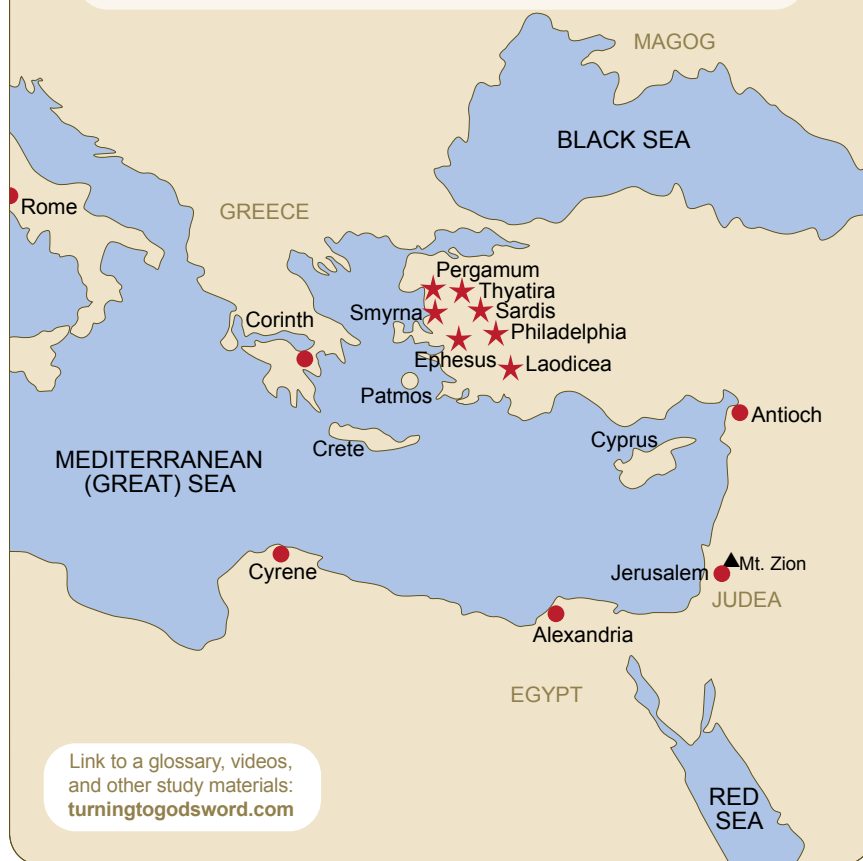 MAGOG
BLACK SEA
Rome
GREECE
Pergamum
Thyatira
Smyrna
Sardis
Corinth
Philadelphia
Ephesus
Laodicea
Patmos
Antioch
Crete
Cyprus
MEDITERRANEAN
(GREAT) SEA
Cyrene
Mt. Zion
Jerusalem
JUDEA
Alexandria
EGYPT
Link to a glossary, videos,
and other study materials:
turningtogodsword.com
RED
SEA